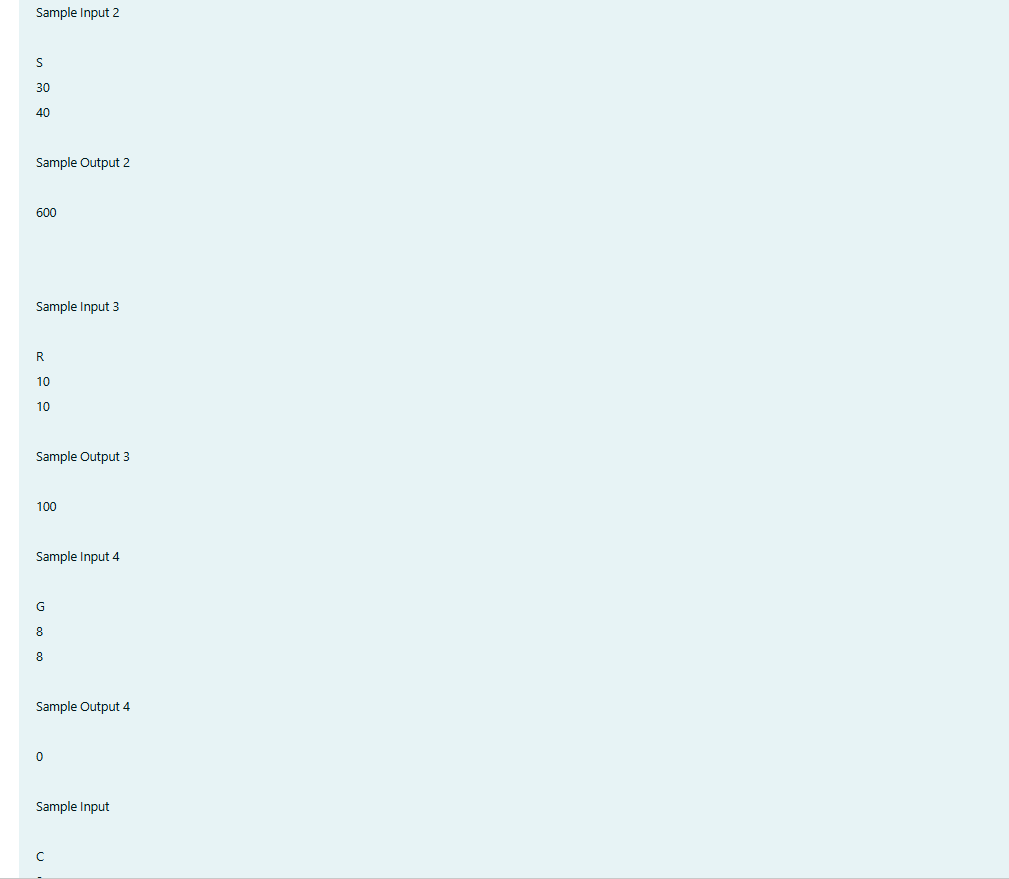 Sample Input 2
S
30
40
Sample Output 2
600
Sample Input 3
R
10
10
Sample Output 3
100
Sample Input 4
G
8
8
Sample Output 4
0
Sample Input
C